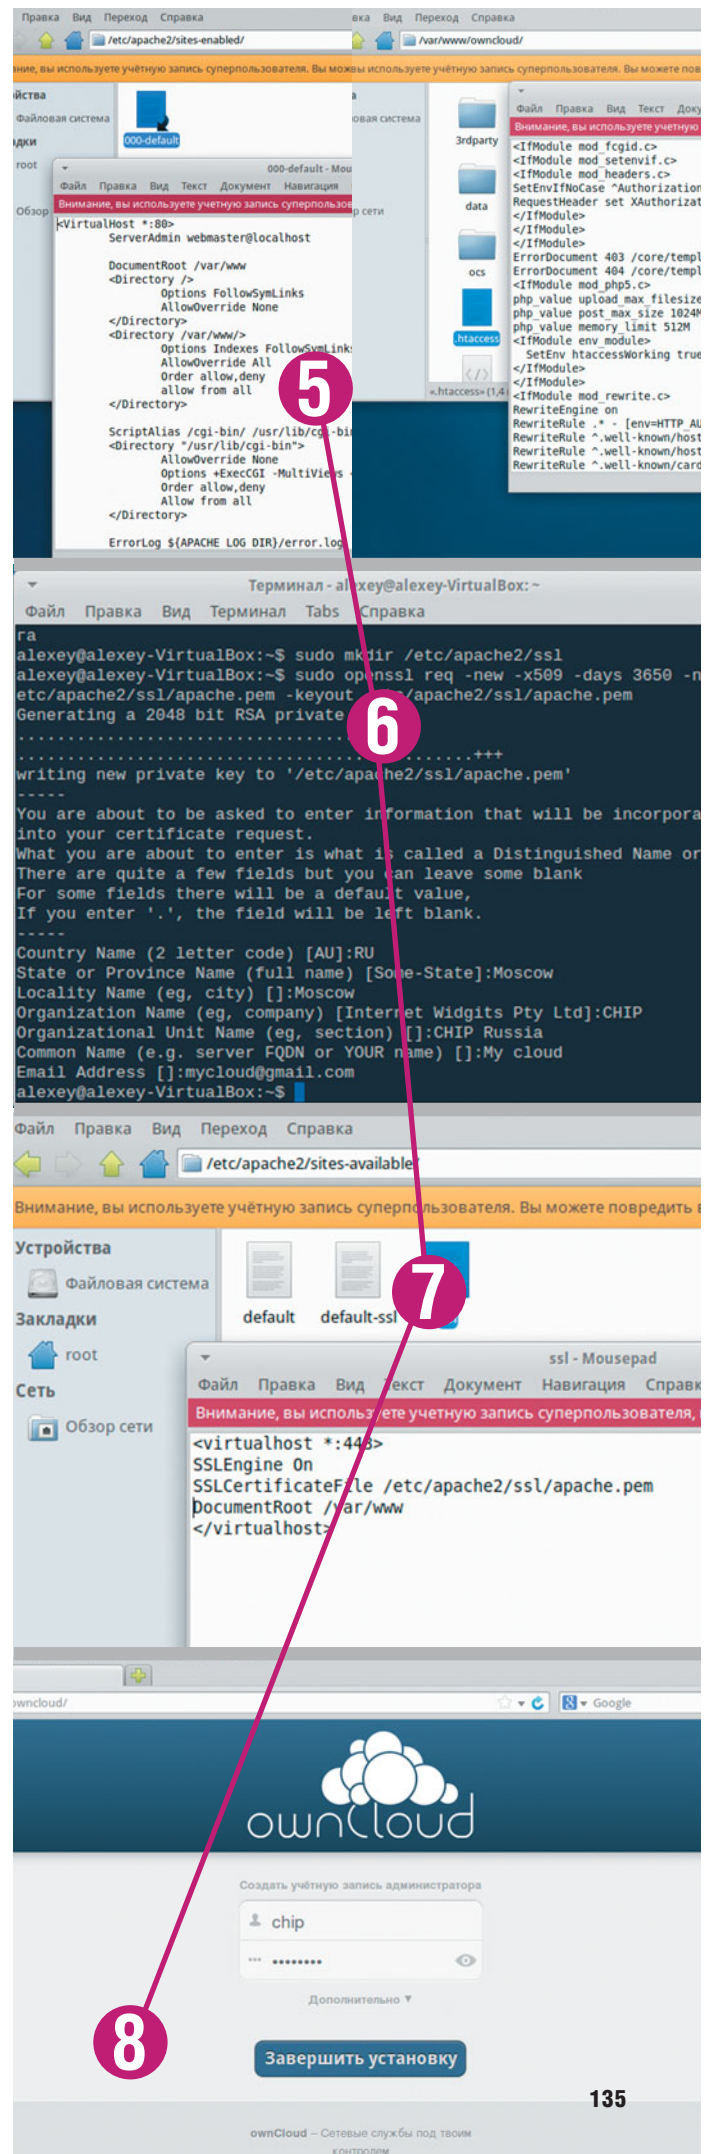 Правка Вид Переход Справка
/etc/apache2/sites-enabled/
вы используете учётную запись суперпользователя. Вы
Файловая система
root
Обзор
000-default
000-default - Mou
Файл Правка Вид Текст Документ Навигация
Внимание, вы используете учетную запись суперпользов
<VirtualHost *:80>
ServerAdmin webmaster@localhost
DocumentRoot /var/www
<Directory />
Options FollowSymLinks
AllowOverride None
</Directory>
<Directory /var/www/>
Options Indexes FollowSymLinks
AllowOverride All
Order allow,deny
allow from all
</Directory>
ScriptAlias /cgi-bin/ /usr/lib/cgi-bin
<Directory "/usr/lib/cgi-bin">
AllowOverride None
Options +ExecCGI -MultiViews
Order allow,deny
Allow from all
</Directory>
ErrorLog ${APACHE_LOG_DIR}/error.log
вка Вид Переход Справка
/var/www/owncloud/
вы используете учётную запись суперпользователя. Вы можете пов
овая система
р сети
3rdparty
data
ocs
.htaccess
«.htaccess» (1,4
Файл Правка Вид Текст Доку
Внимание, вы используете учетную
<IfModule mod_fcgid.c>
<IfModule mod_setenvif.c>
<IfModule mod_headers.c>
SetEnvIfNoCase ^Authorization
RequestHeader set XAuthorizat
</IfModule>
</IfModule>
</IfModule>
ErrorDocument 403 /core/templ
ErrorDocument 404 /core/templ
<IfModule mod_php5.c>
php_value upload_max_filesize
php_value post_max_size 1024M
php_value memory_limit 512M
<IfModule env_module>
SetEnv htaccessWorking true
</IfModule>
</IfModule>
<IfModule mod_rewrite.c>
RewriteEngine on
RewriteRule .* - [env=HTTP_AU
RewriteRule ^.well-known/host
RewriteRule ^.well-known/host
RewriteRule ^.well-known/card
5
Терминал - alexey@alexey-VirtualBox: ~
Файл Правка Вид Терминал Tabs Справка
ra
alexey@alexey-VirtualBox:~$ sudo mkdir /etc/apache2/ssl
alexey@alexey-VirtualBox:~$ sudo openssl req -new -x509 -days 3650 -n
etc/apache2/ssl/apache.pem -keyout /apache2/ssl/apache.pem
Generating a 2048 bit RSA private
..................................
.............................................+++
writing new private key to '/etc/apache2/ssl/apache.pem'
-----
You are about to be asked to enter information that will be incorpora
into your certificate request.
What you are about to enter is what is called a Distinguished Name or
There are quite a few fields but you can leave some blank
For some fields there will be a default value,
If you enter '.', the field will be left blank.
-----
Country Name (2 letter code) [AU]:RU
State or Province Name (full name) [Some-State]:Moscow
Locality Name (eg, city) []:Moscow
Organization Name (eg, company) [Internet Widgits Pty Ltd]:CHIP
Organizational Unit Name (eg, section) []:CHIP Russia
Common Name (e.g. server FQDN or YOUR name) []:My cloud
Email Address []:mycloud@gmail.com
alexey@alexey-VirtualBox:~$
6
Файл Правка Вид Переход Справка
/etc/apache2/sites-available/
Внимание, вы используете учётную запись суперпользователя. Вы можете повредить в
Устройства
Файловая система
Закладки
root
Сеть
Обзор сети
default default-ssl
7
ssl - Mousepad
Файл Правка Вид Текст Документ Навигация Справк
Внимание, вы используете учетную запись суперпользователя,
<virtualhost *:443>
SSLEngine On
SSLCertificateFile /etc/apache2/ssl/apache.pem
DocumentRoot /var/www
</virtualhost>
owncloud/
Google
ownCloud
Создать учётную запись администратора
chip
••••••••
Дополнительно ▼
Завершить установку
8
135
ownCloud – Сетевые службы под твоим
контролем